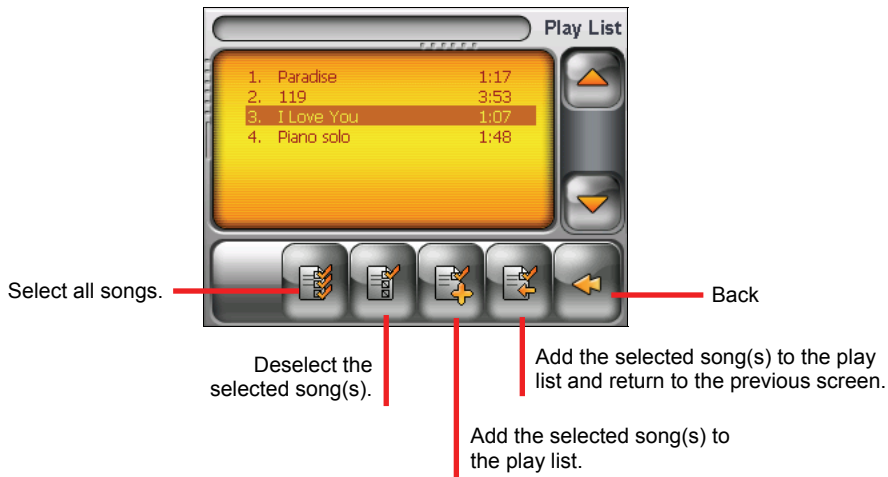 Play List
1. Paradise 1:17
2. 119 3:53
3. I Love You 1:07
4. Piano solo 1:48
Select all songs.
Back
Deselect the
selected song(s).
Add the selected song(s) to the play
list and return to the previous screen.
Add the selected song(s) to
the play list.